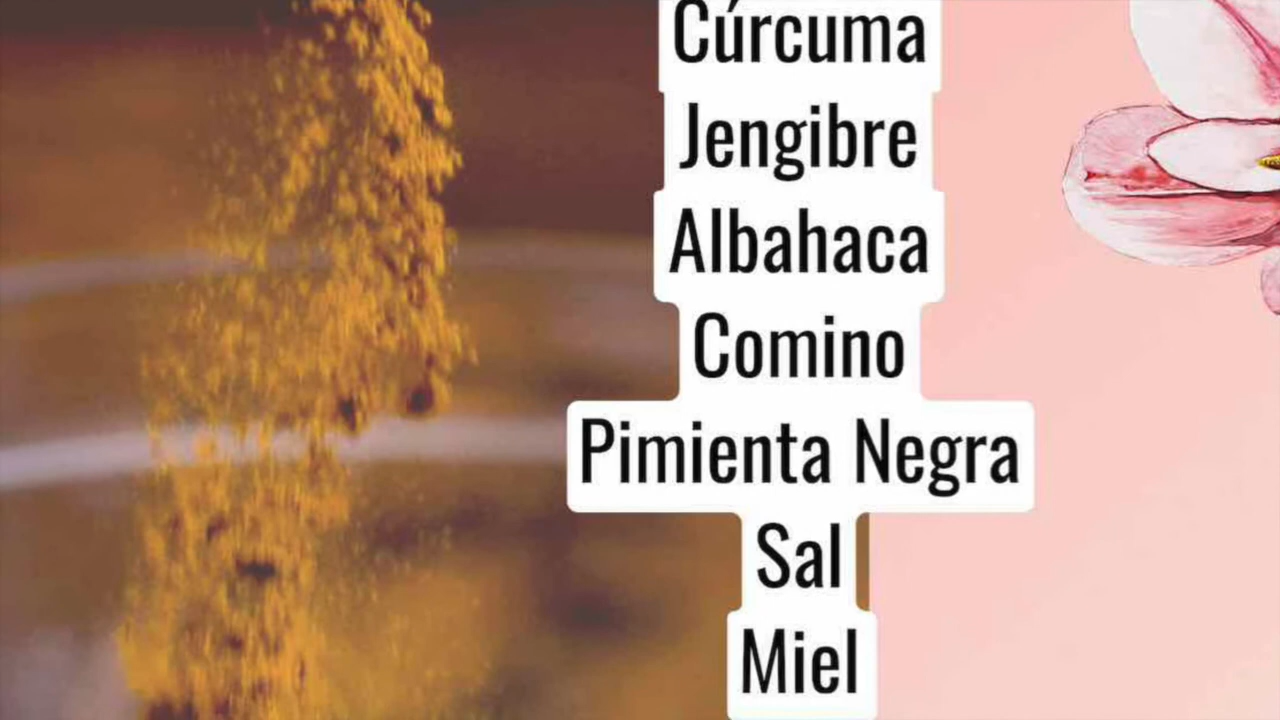 Cúrcuma
Jengibre
Albahaca
Comino
Pimienta Negra
Sal
Miel